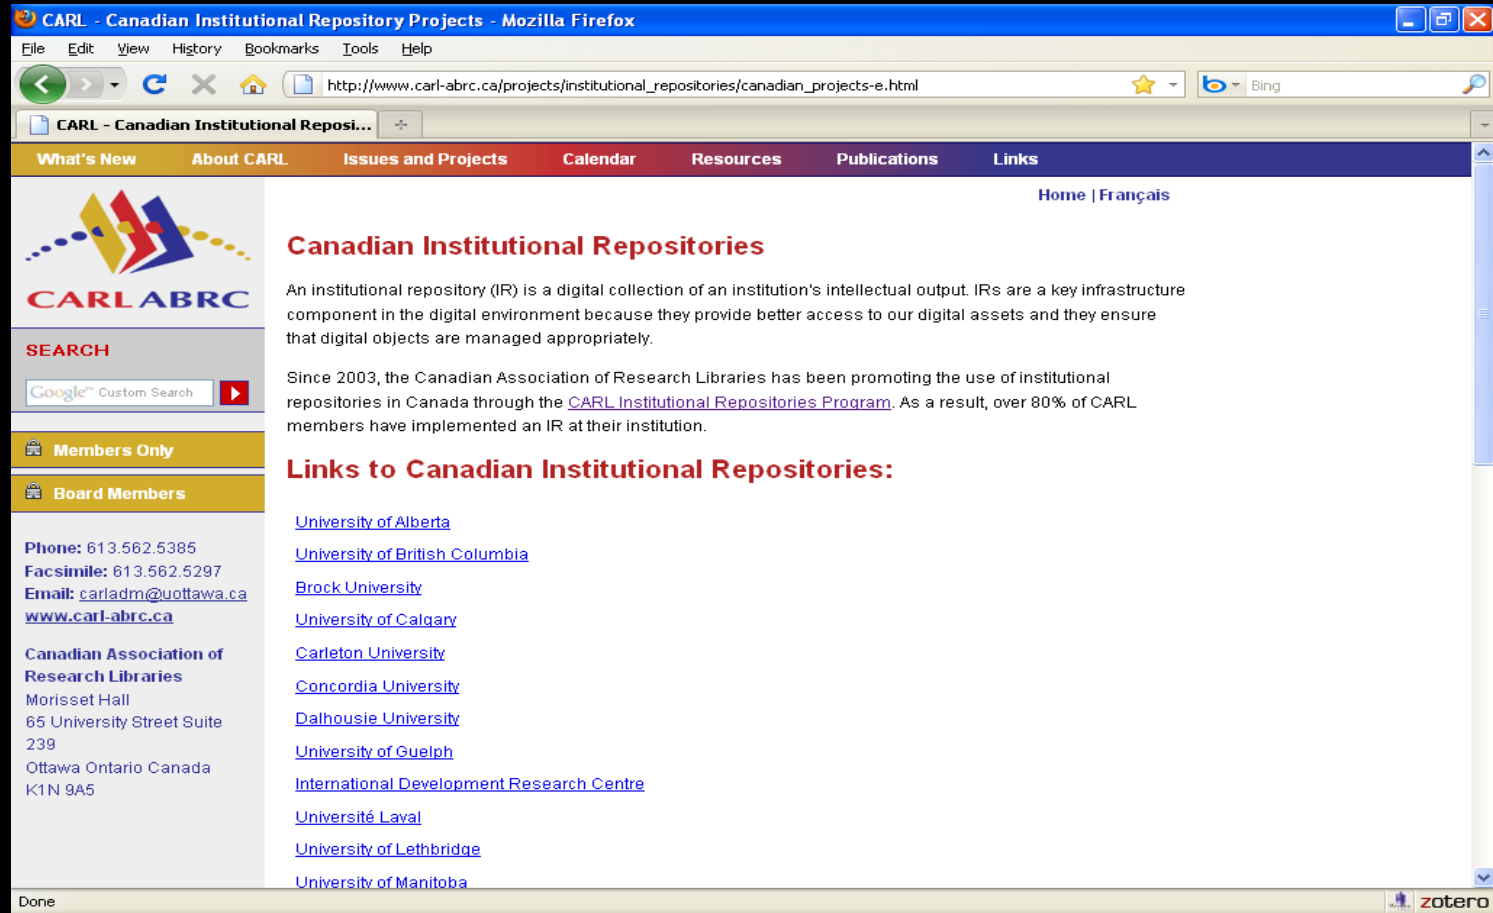 CARL - Canadian Institutional Repository Projects - Mozilla Firefox
File Edit View History Bookmarks Tools Help
http://www.carl-abrc.ca/projects/institutional_repositories/canadian_projects-e.html
Bing
CARL - Canadian Institutional Reposi...
What's New About CARL Issues and Projects Calendar Resources Publications Links
Home | Français
CARL ABRC
SEARCH
Google™ Custom Search
Members Only
Board Members
Phone: 613.562.5385
Facsimile: 613.562.5297
Email: carladm@uottawa.ca
www.carl-abrc.ca
Canadian Association of
Research Libraries
Morisset Hall
65 University Street Suite
239
Ottawa Ontario Canada
K1N 9A5
Canadian Institutional Repositories
An institutional repository (IR) is a digital collection of an institution's intellectual output. IRs are a key infrastructure
component in the digital environment because they provide better access to our digital assets and they ensure
that digital objects are managed appropriately.
Since 2003, the Canadian Association of Research Libraries has been promoting the use of institutional
repositories in Canada through the CARL Institutional Repositories Program. As a result, over 80% of CARL
members have implemented an IR at their institution.
Links to Canadian Institutional Repositories:
University of Alberta
University of British Columbia
Brock University
University of Calgary
Carleton University
Concordia University
Dalhousie University
University of Guelph
International Development Research Centre
Université Laval
University of Lethbridge
University of Manitoba
Done
zotero